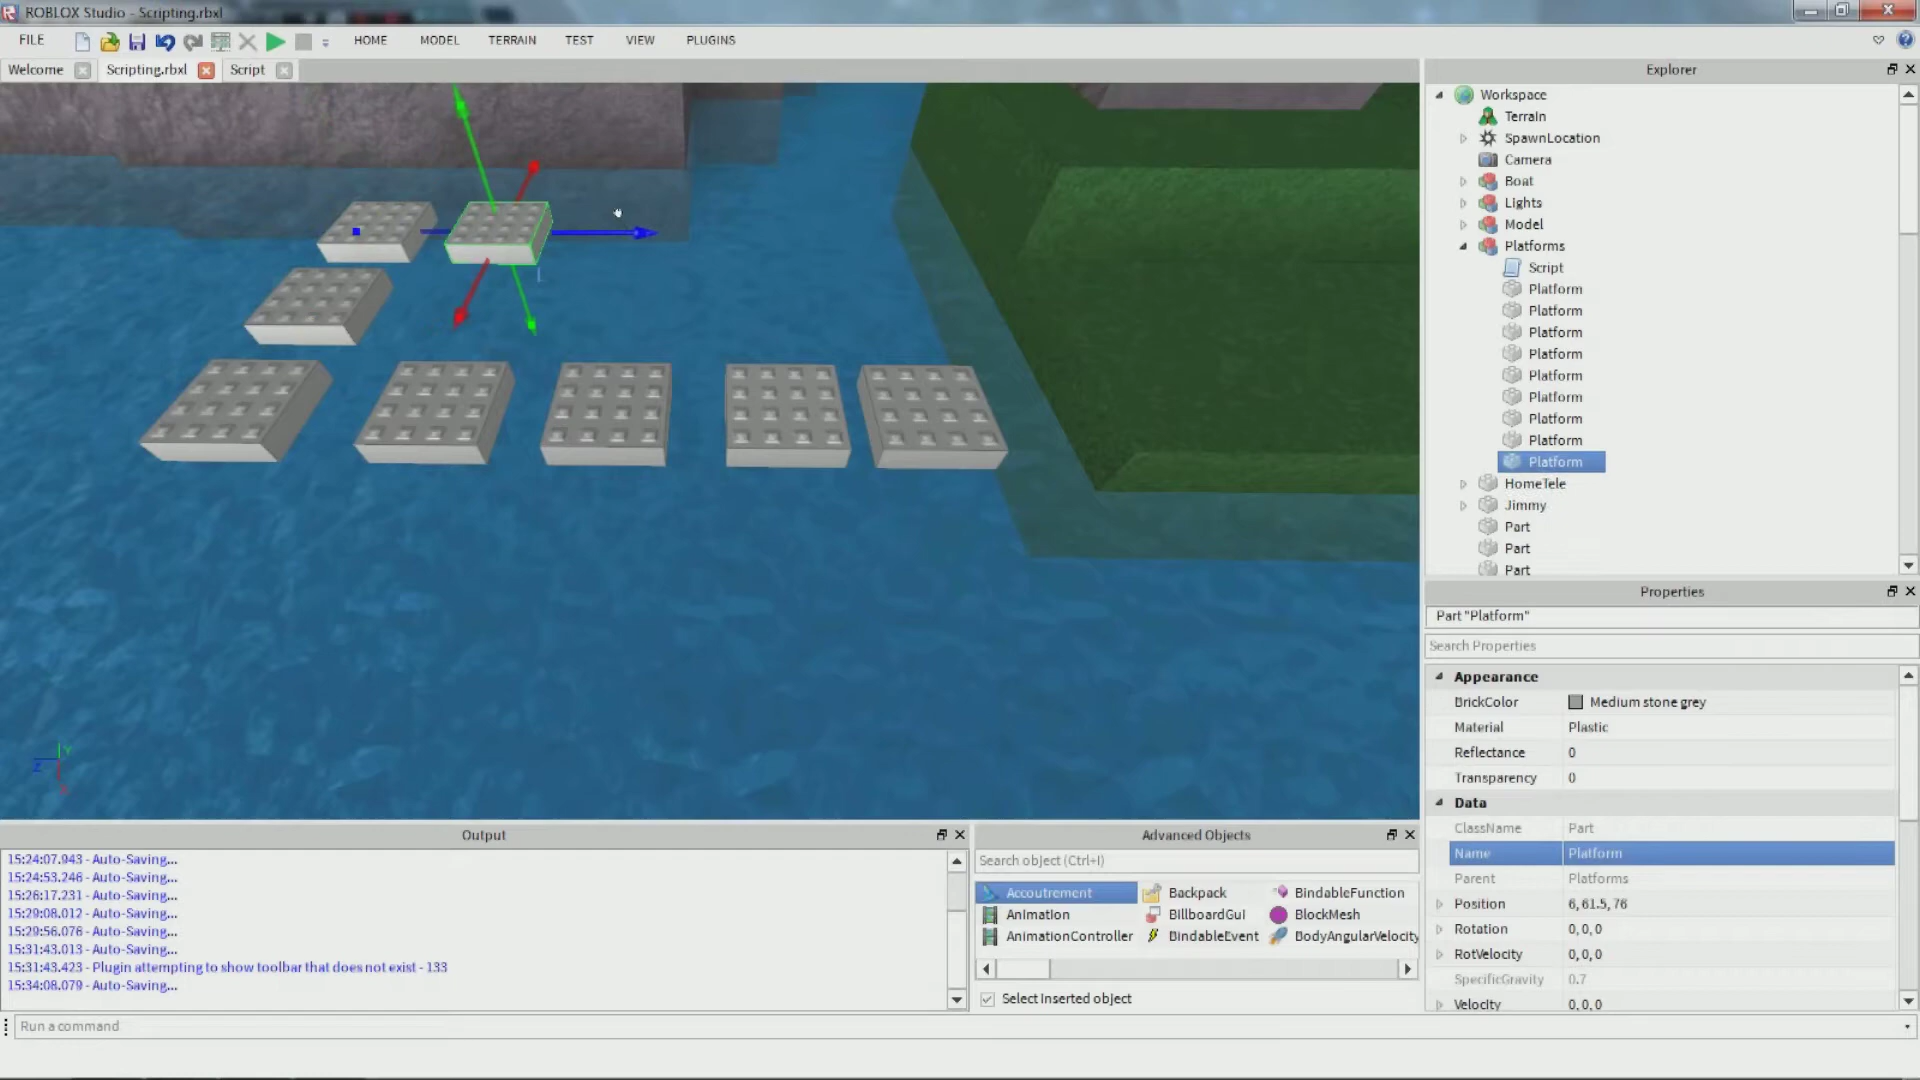 ROBLOX Studio - Scripting.rbxl
FILE HOME MODEL TERRAIN TEST VIEW PLUGINS
Welcome Scripting.rbxl Script
Explorer
Workspace
Terrain
SpawnLocation
Camera
Boat
Lights
Model
Platforms
Script
Platform
Platform
Platform
Platform
Platform
Platform
Platform
Platform
Platform
HomeTele
Jimmy
Part
Part
Part
Properties
Part "Platform"
Search Properties
Appearance
BrickColor Medium stone grey
Material Plastic
Reflectance 0
Transparency 0
Data
ClassName Part
Name Platform
Parent Platforms
Position 6, 61.5, 76
Rotation 0, 0, 0
RotVelocity 0, 0, 0
SpecificGravity 0.7
Velocity 0, 0, 0
Y
Z
Output
15:24:07.943 - Auto-Saving...
15:24:53.246 - Auto-Saving...
15:26:17.231 - Auto-Saving...
15:29:08.012 - Auto-Saving...
15:29:56.076 - Auto-Saving...
15:31:43.013 - Auto-Saving...
15:31:43.423 - Plugin attempting to show toolbar that does not exist - 133
15:34:08.079 - Auto-Saving...
Advanced Objects
Search object (Ctrl+I)
Accoutrement Backpack BindableFunction
Animation BillboardGui BlockMesh
AnimationController BindableEvent BodyAngularVelocity
Select Inserted object
Run a command